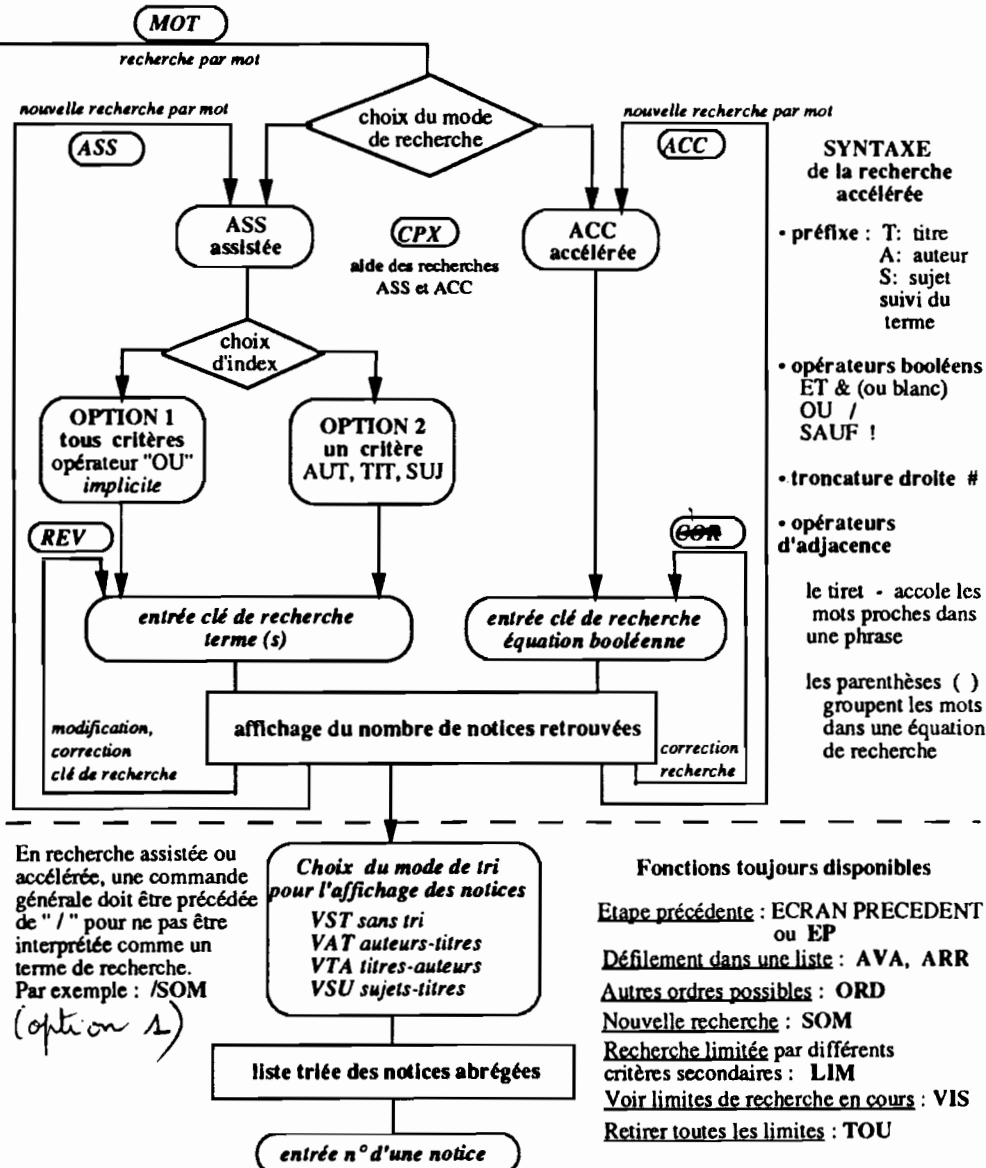 MOT
recherche par mot
nouvelle recherche par mot
ASS
choix du mode
de recherche
nouvelle recherche par mot
ACC
ASS
assistée
CPX
aide des recherches
ASS et ACC
ACC
accélérée
choix
d'index
OPTION 1
tous critères
opérateur "OU"
implicite
OPTION 2
un critère
AUT, TIT, SUJ
REV
COR
entrée clé de recherche
terme (s)
entrée clé de recherche
équation booléenne
affichage du nombre de notices retrouvées
modification,
correction
clé de recherche
correction
recherche
SYNTAXE
de la recherche
accélérée
• préfixe : T: titre
A: auteur
S: sujet
suivi du
terme
• opérateurs booléens
ET & (ou blanc)
OU /
SAUF !
• troncature droite #
• opérateurs
d'adjacence
le tiret - accole les
mots proches dans
une phrase
les parenthèses ( )
groupent les mots
dans une équation
de recherche
En recherche assistée ou
accélérée, une commande
générale doit être précédée
de " / " pour ne pas être
interprétée comme un
terme de recherche.
Par exemple : /SOM
(option 1)
Choix du mode de tri
pour l'affichage des notices
VST sans tri
VAT auteurs-titres
VTA titres-auteurs
VSU sujets-titres
liste triée des notices abrégées
entrée n° d'une notice
Fonctions toujours disponibles
Etape précédente : ECRAN PRECEDENT
ou EP
Défilement dans une liste : AVA, ARR
Autres ordres possibles : ORD
Nouvelle recherche : SOM
Recherche limitée par différents
critères secondaires : LIM
Voir limites de recherche en cours : VIS
Retirer toutes les limites : TOU